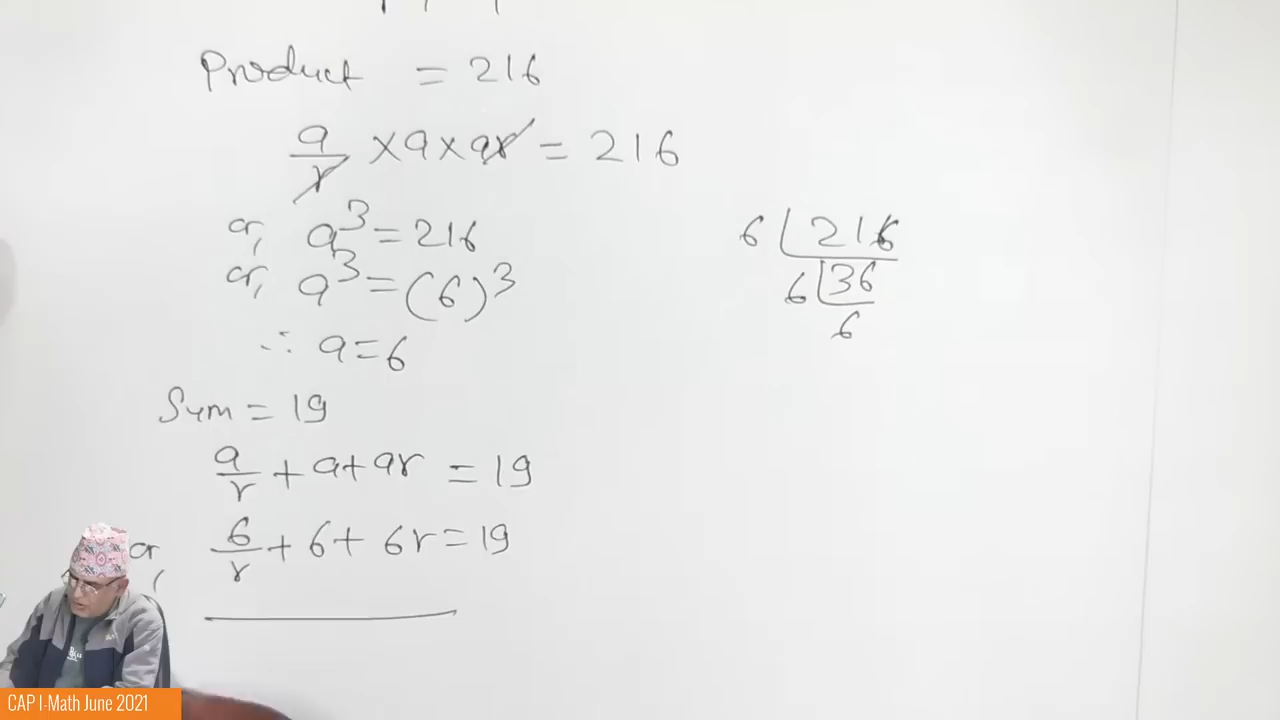 Product = 216
a/r × a × ar = 216
or, a³ = 216
or, a³ = (6)³
∴ a = 6
6 | 216
6 | 36
6
Sum = 19
a/r + a + ar = 19
or, 6/r + 6 + 6r = 19
CAP I-Math June 2021